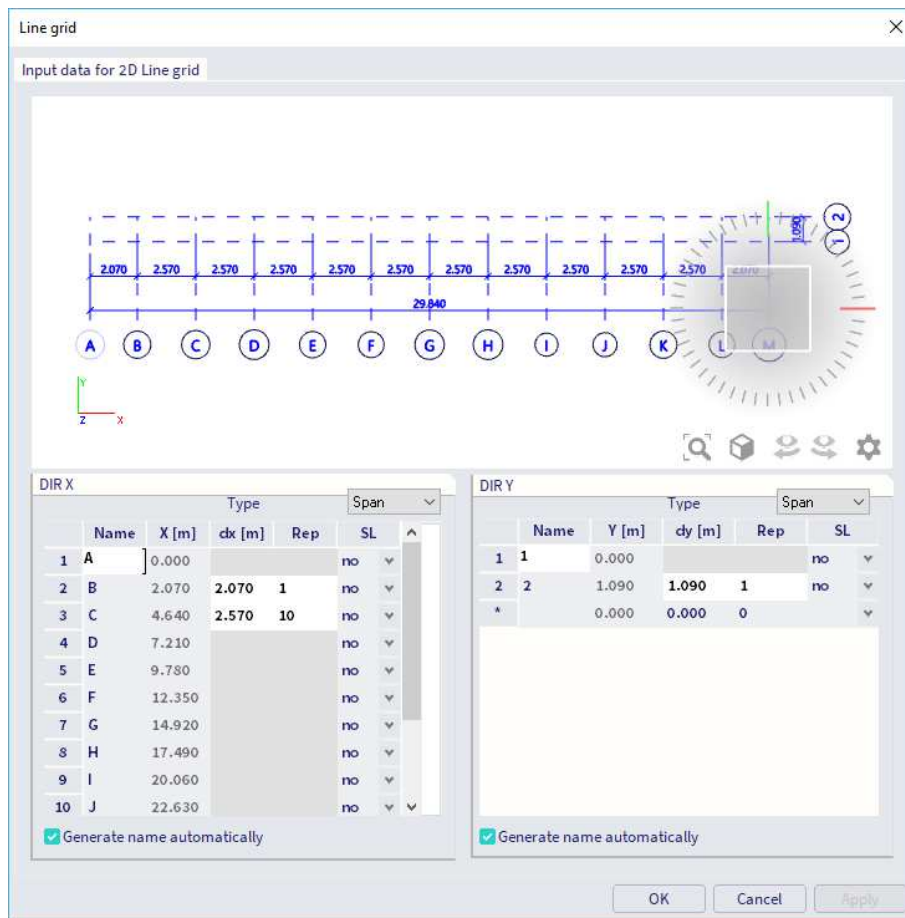 Line grid
Input data for 2D Line grid
2
1
1.090
2.070 2.570 2.570 2.570 2.570 2.570 2.570 2.570 2.570 2.570 2.570 2.070
29.840
A B C D E F G H I J K L M
Y
Z X
DIR X
Type Span
Name X [m] dx [m] Rep SL
1 A 0.000 no
2 B 2.070 2.070 1 no
3 C 4.640 2.570 10 no
4 D 7.210 no
5 E 9.780 no
6 F 12.350 no
7 G 14.920 no
8 H 17.490 no
9 I 20.060 no
10 J 22.630 no
Generate name automatically
DIR Y
Type Span
Name Y [m] dy [m] Rep SL
1 1 0.000 no
2 2 1.090 1.090 1 no
* 0.000 0.000 0
Generate name automatically
OK Cancel Apply